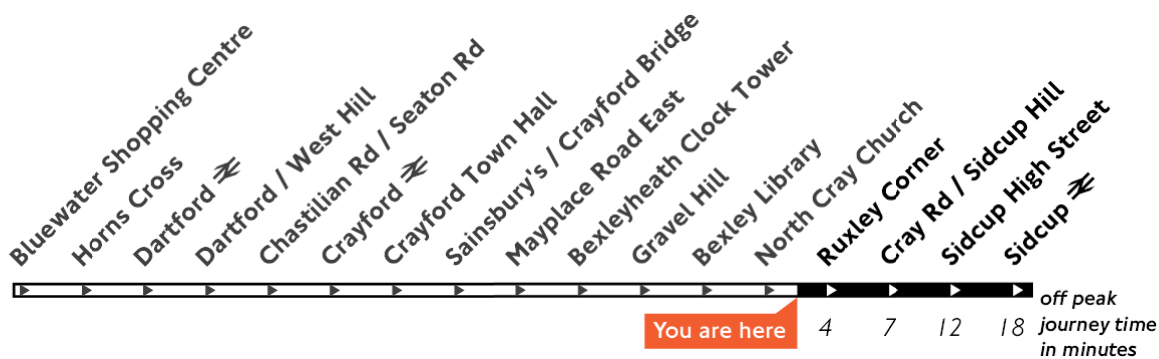 Bluewater Shopping Centre
Horns Cross
Dartford
Dartford / West Hill
Chastilian Rd / Seaton Rd
Crayford
Crayford Town Hall
Sainsbury's / Crayford Bridge
Mayplace Road East
Bexleyheath Clock Tower
Gravel Hill
Bexley Library
North Cray Church
Ruxley Corner
Cray Rd / Sidcup Hill
Sidcup High Street
Sidcup
You are here
4 7 12 18
off peak
journey time
in minutes